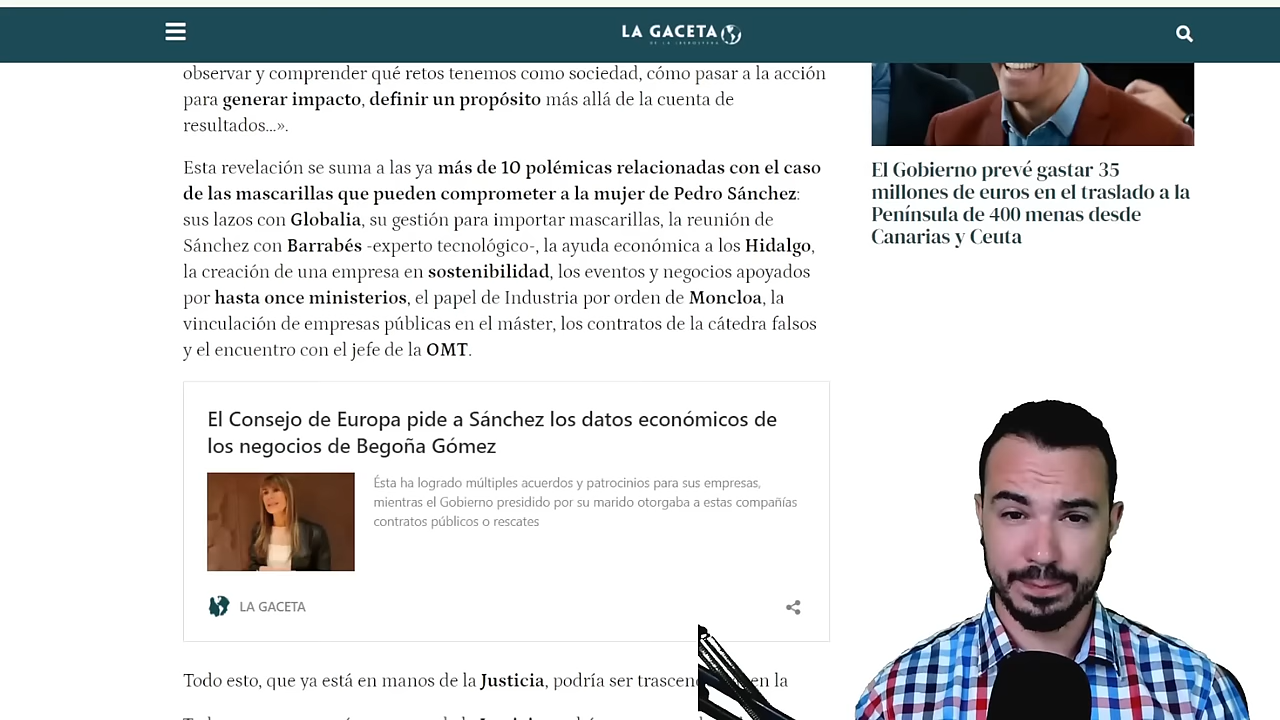 LA GACETA
DE LA IBEROSFERA
observar y comprender qué retos tenemos como sociedad, cómo pasar a la acción
para generar impacto, definir un propósito más allá de la cuenta de
resultados...».
Esta revelación se suma a las ya más de 10 polémicas relacionadas con el caso
de las mascarillas que pueden comprometer a la mujer de Pedro Sánchez:
sus lazos con Globalia, su gestión para importar mascarillas, la reunión de
Sánchez con Barrabés -experto tecnológico-, la ayuda económica a los Hidalgo,
la creación de una empresa en sostenibilidad, los eventos y negocios apoyados
por hasta once ministerios, el papel de Industria por orden de Moncloa, la
vinculación de empresas públicas en el máster, los contratos de la cátedra falsos
y el encuentro con el jefe de la OMT.
El Consejo de Europa pide a Sánchez los datos económicos de
los negocios de Begoña Gómez
Ésta ha logrado múltiples acuerdos y patrocinios para sus empresas,
mientras el Gobierno presidido por su marido otorgaba a estas compañías
contratos públicos o rescates
LA GACETA
Todo esto, que ya está en manos de la Justicia, podría ser en la
El Gobierno prevé gastar 35
millones de euros en el traslado a la
Península de 400 menas desde
Canarias y Ceuta